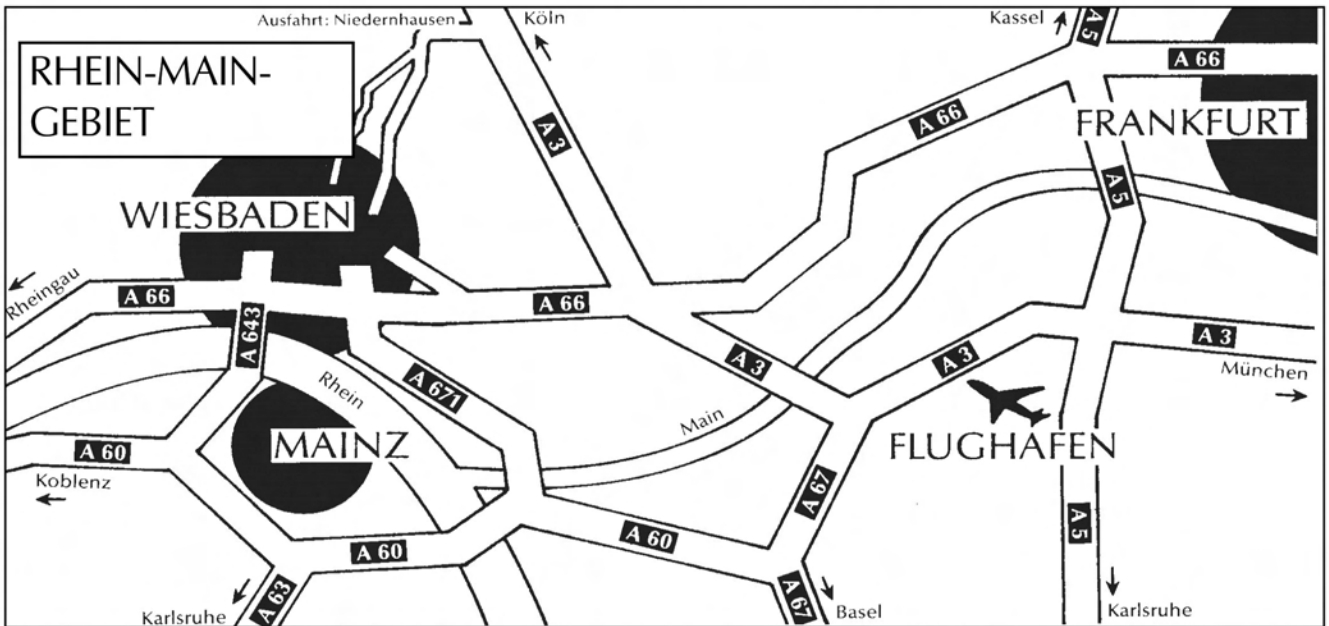 Ausfahrt: Niedernhausen
Köln
Kassel
A 5
RHEIN-MAIN-
GEBIET
A 66
A 3
A 66
FRANKFURT
A 5
WIESBADEN
Rheingau
A 66
A 643
A 66
A 3
A 3
A 3
München
Rhein
A 671
Main
MAINZ
FLUGHAFEN
A 60
Koblenz
A 67
A 5
A 60
A 60
Karlsruhe
A 63
A 67
Basel
Karlsruhe